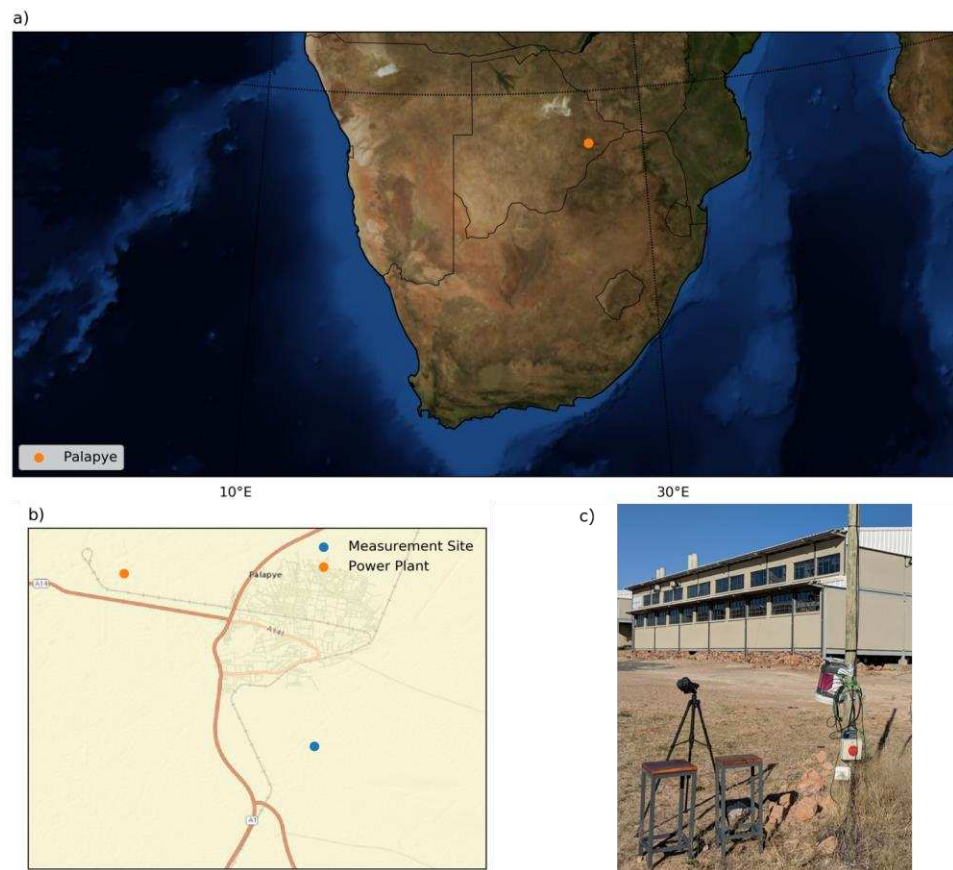 a)
Palapye
10°E 30°E
b)
c)
Measurement Site
Power Plant
Palapye
A14
A1